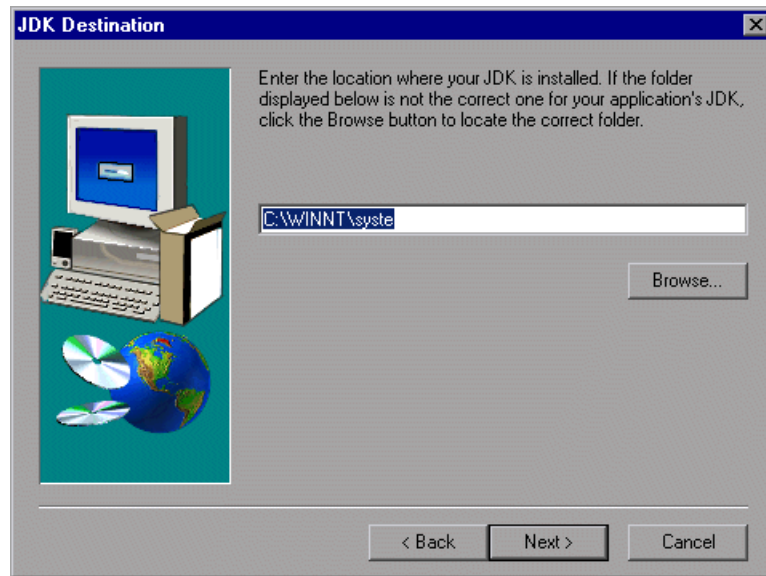 JDK Destination
Enter the location where your JDK is installed. If the folder
displayed below is not the correct one for your application's JDK,
click the Browse button to locate the correct folder.
C:\WINNT\syste
Browse...
< Back
Next >
Cancel